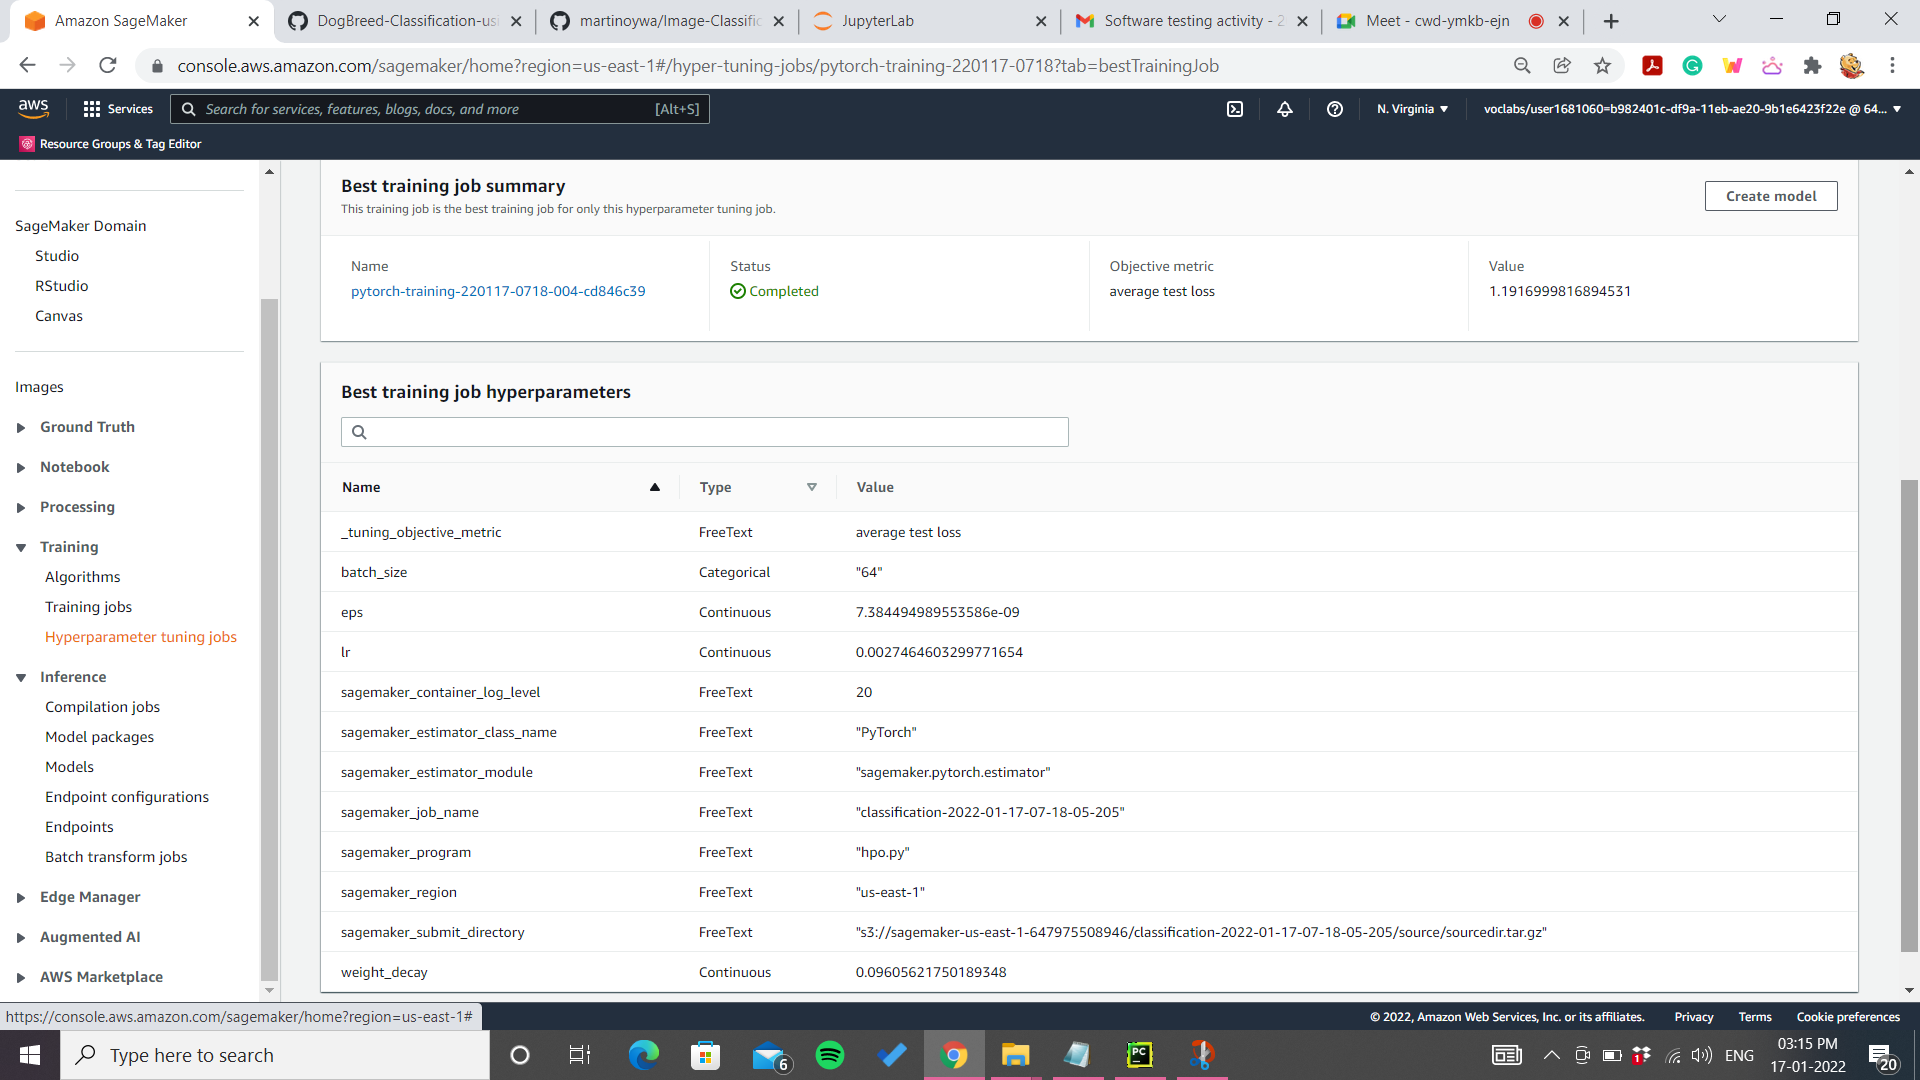 Amazon SageMaker
DogBreed-Classification-usi
martinoywa/Image-Classific
JupyterLab
Software testing activity - 2
Meet - cwd-ymkb-ejn
console.aws.amazon.com/sagemaker/home?region=us-east-1#/hyper-tuning-jobs/pytorch-training-220117-0718?tab=bestTrainingJob
aws
Services
Search for services, features, blogs, docs, and more [Alt+S]
N. Virginia
voclabs/user1681060=b982401c-df9a-11eb-ae20-9b1e6423f22e @ 64...
Resource Groups & Tag Editor
SageMaker Domain
Studio
RStudio
Canvas
Images
Ground Truth
Notebook
Processing
Training
Algorithms
Training jobs
Hyperparameter tuning jobs
Inference
Compilation jobs
Model packages
Models
Endpoint configurations
Endpoints
Batch transform jobs
Edge Manager
Augmented AI
AWS Marketplace
Best training job summary
This training job is the best training job for only this hyperparameter tuning job.
Create model
Name Status Objective metric Value
pytorch-training-220117-0718-004-cd846c39 Completed average test loss 1.1916999816894531
Best training job hyperparameters
Name Type Value
_tuning_objective_metric FreeText average test loss
batch_size Categorical "64"
eps Continuous 7.384494989553586e-09
lr Continuous 0.0027464603299771654
sagemaker_container_log_level FreeText 20
sagemaker_estimator_class_name FreeText "PyTorch"
sagemaker_estimator_module FreeText "sagemaker.pytorch.estimator"
sagemaker_job_name FreeText "classification-2022-01-17-07-18-05-205"
sagemaker_program FreeText "hpo.py"
sagemaker_region FreeText "us-east-1"
sagemaker_submit_directory FreeText "s3://sagemaker-us-east-1-647975508946/classification-2022-01-17-07-18-05-205/source/sourcedir.tar.gz"
weight_decay Continuous 0.09605621750189348
https://console.aws.amazon.com/sagemaker/home?region=us-east-1#
© 2022, Amazon Web Services, Inc. or its affiliates. Privacy Terms Cookie preferences
Type here to search
6
PC
1
ENG
03:15 PM
17-01-2022
20